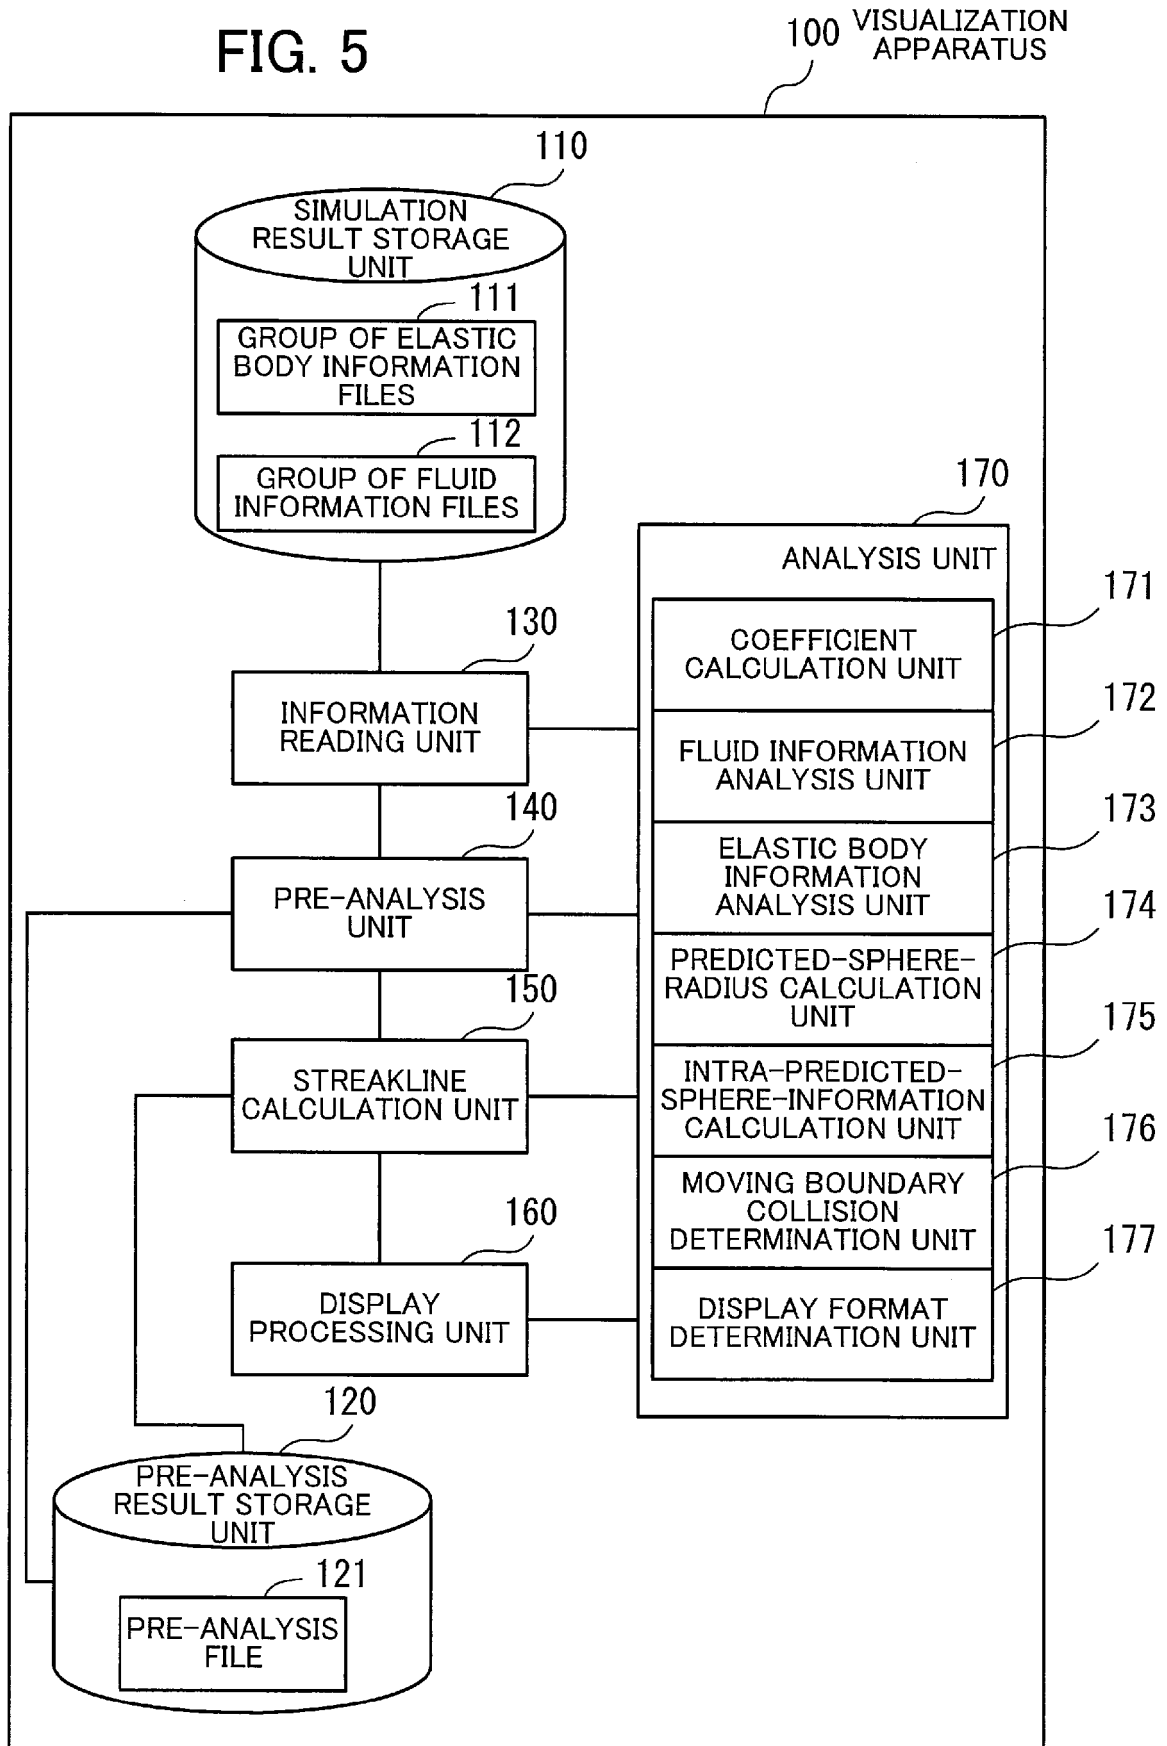 FIG. 5
100
VISUALIZATION
APPARATUS
110
SIMULATION
RESULT STORAGE
UNIT
111
GROUP OF ELASTIC
BODY INFORMATION
FILES
112
GROUP OF FLUID
INFORMATION FILES
170
ANALYSIS UNIT
171
COEFFICIENT
CALCULATION UNIT
130
INFORMATION
READING UNIT
172
FLUID INFORMATION
ANALYSIS UNIT
140
PRE-ANALYSIS
UNIT
173
ELASTIC BODY
INFORMATION
ANALYSIS UNIT
174
PREDICTED-SPHERE-
RADIUS CALCULATION
UNIT
150
STREAKLINE
CALCULATION UNIT
175
INTRA-PREDICTED-
SPHERE-INFORMATION
CALCULATION UNIT
176
MOVING BOUNDARY
COLLISION
DETERMINATION UNIT
160
DISPLAY
PROCESSING UNIT
177
DISPLAY FORMAT
DETERMINATION UNIT
120
PRE-ANALYSIS
RESULT STORAGE
UNIT
121
PRE-ANALYSIS
FILE